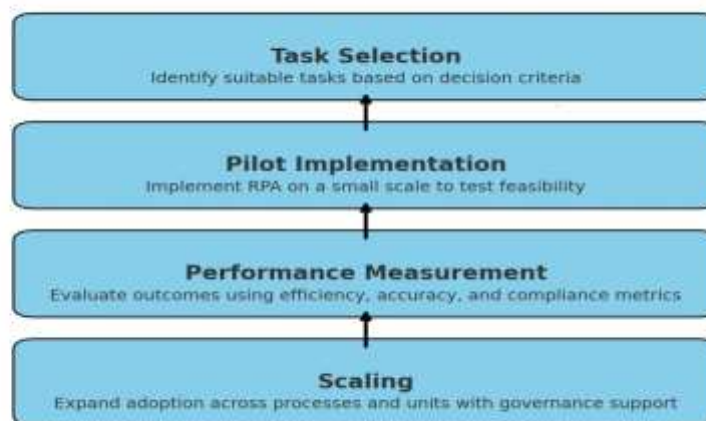 Task Selection
Identify suitable tasks based on decision criteria
Pilot Implementation
Implement RPA on a small scale to test feasibility
Performance Measurement
Evaluate outcomes using efficiency, accuracy, and compliance metrics
Scaling
Expand adoption across processes and units with governance support